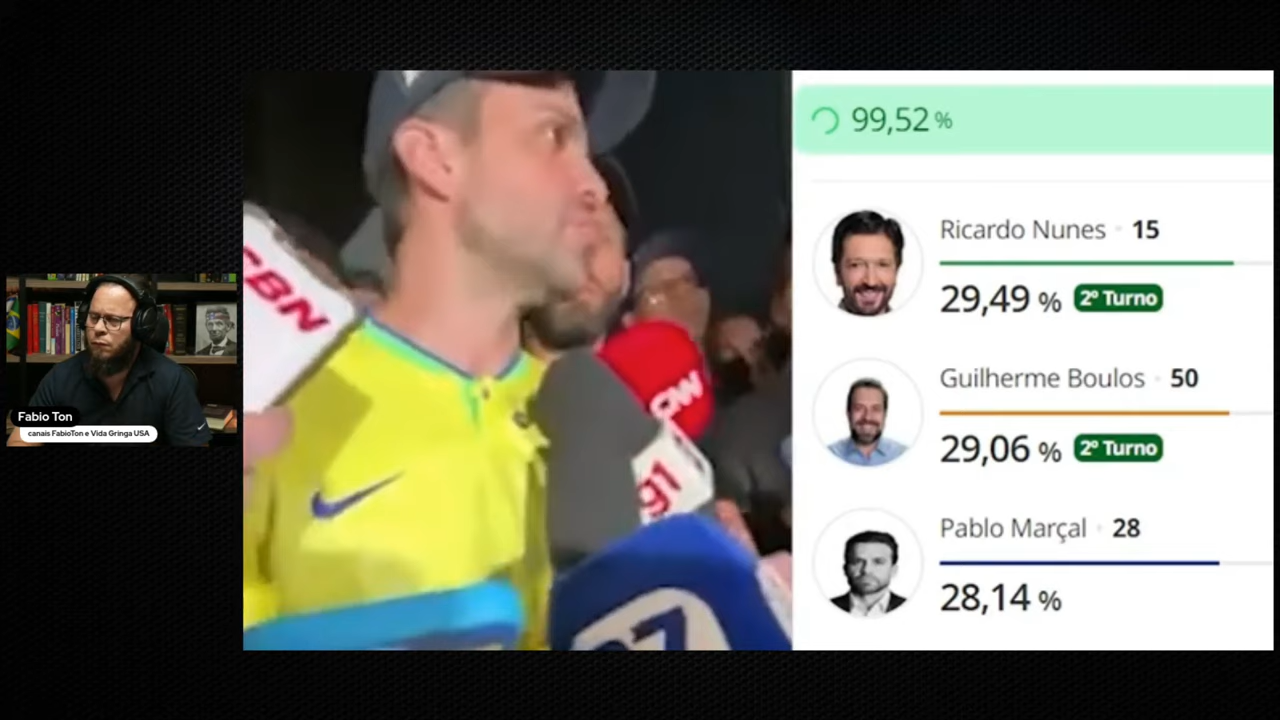 CBN
CNN
g1
Fabio Ton
canais FabioTon e Vida Gringa USA
99,52 %
Ricardo Nunes • 15
29,49 % 2º Turno
Guilherme Boulos • 50
29,06 % 2º Turno
Pablo Marçal • 28
28,14 %